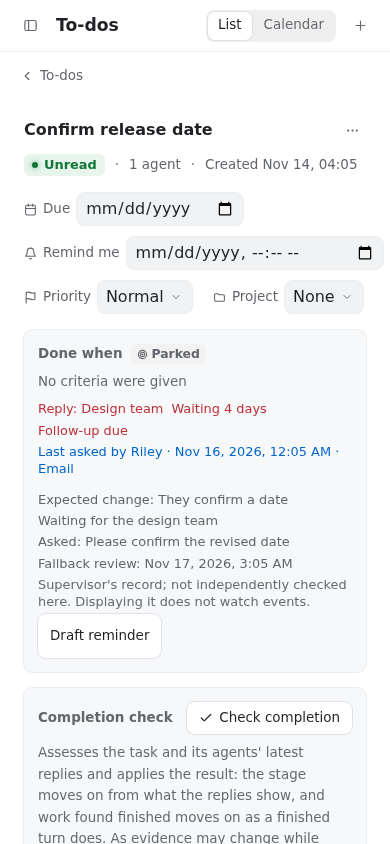 To-dos
List
Calendar
To-dos
Confirm release date
Unread · 1 agent · Created Nov 14, 04:05
Due mm/dd/yyyy
Remind me mm/dd/yyyy, --:-- --
Priority Normal Project None
Done when Parked
No criteria were given
Reply: Design team Waiting 4 days
Follow-up due
Last asked by Riley · Nov 16, 2026, 12:05 AM ·
Email
Expected change: They confirm a date
Waiting for the design team
Asked: Please confirm the revised date
Fallback review: Nov 17, 2026, 3:05 AM
Supervisor's record; not independently checked
here. Displaying it does not watch events.
Draft reminder
Completion check
Check completion
Assesses the task and its agents' latest
replies and applies the result: the stage
moves on from what the replies show, and
work found finished moves on as a finished
turn does. As evidence may change while